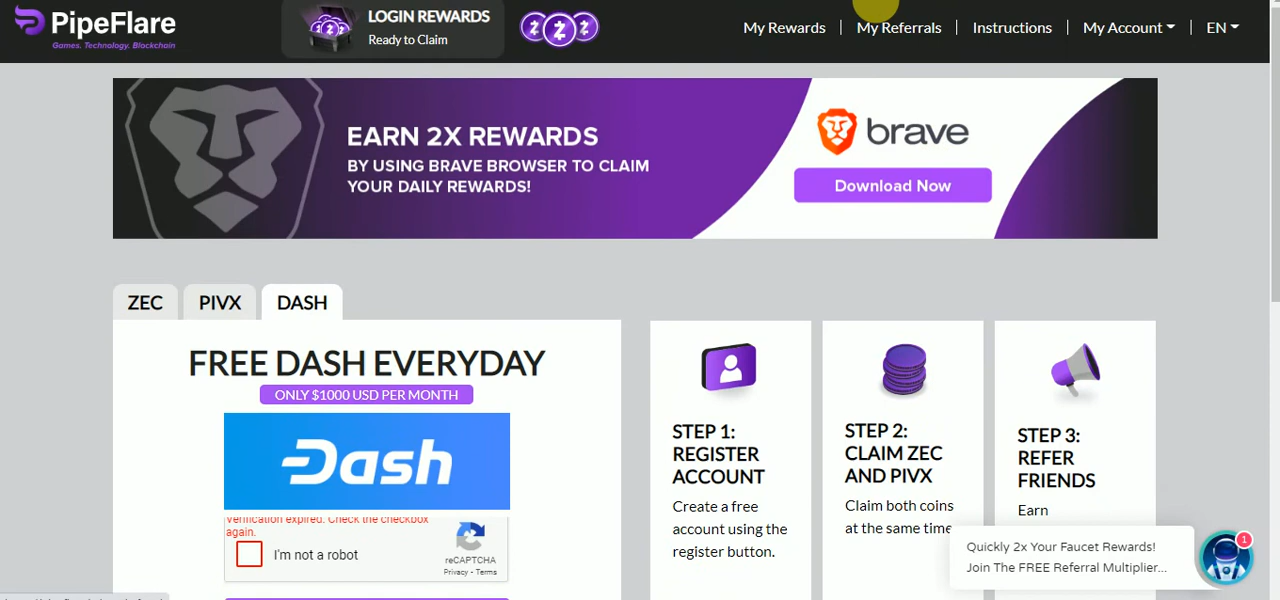 PipeFlare
Games. Technology. Blockchain
LOGIN REWARDS
Ready to Claim
My Rewards
My Referrals
Instructions
My Account
EN
EARN 2X REWARDS
BY USING BRAVE BROWSER TO CLAIM
YOUR DAILY REWARDS!
brave
Download Now
ZEC
PIVX
DASH
FREE DASH EVERYDAY
ONLY $1000 USD PER MONTH
Dash
Verification expired. Check the checkbox
again.
I'm not a robot
reCAPTCHA
Privacy - Terms
STEP 1:
REGISTER
ACCOUNT
Create a free
account using the
register button.
STEP 2:
CLAIM ZEC
AND PIVX
Claim both coins
at the same time
STEP 3:
REFER
FRIENDS
Earn
Quickly 2x Your Faucet Rewards!
Join The FREE Referral Multiplier...
1